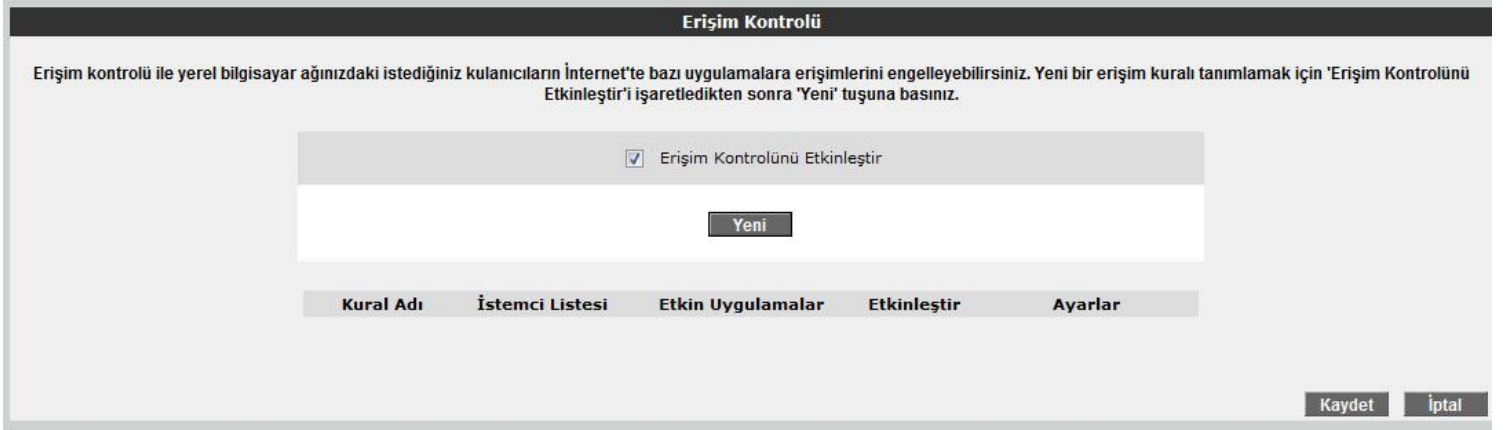 Erişim Kontrolü
Erişim kontrolü ile yerel bilgisayar ağınızdaki istediğiniz kulanıcıların İnternet'te bazı uygulamalara erişimlerini engelleyebilirsiniz. Yeni bir erişim kuralı tanımlamak için 'Erişim Kontrolünü
Etkinleştir'i işaretledikten sonra 'Yeni' tuşuna basınız.
Erişim Kontrolünü Etkinleştir
Yeni
Kural Adı İstemci Listesi Etkin Uygulamalar Etkinleştir Ayarlar
Kaydet İptal